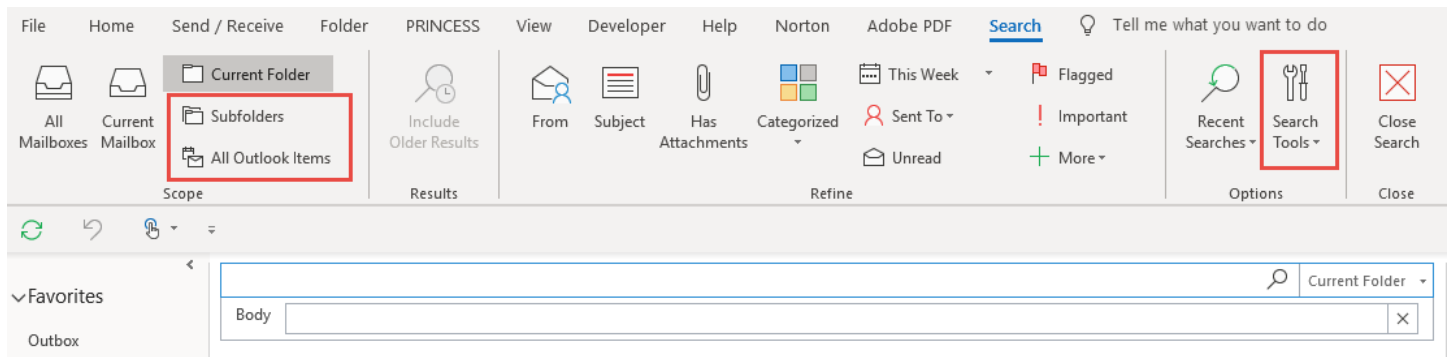 File Home Send / Receive Folder PRINCESS View Developer Help Norton Adobe PDF Search Tell me what you want to do
All Mailboxes
Current Mailbox
Current Folder
Subfolders
All Outlook Items
Scope
Include Older Results
Results
From
Subject
Has Attachments
Categorized
This Week
Sent To
Unread
Flagged
Important
More
Refine
Recent Searches
Search Tools
Options
Close Search
Close
Current Folder
Favorites
Body
Outbox